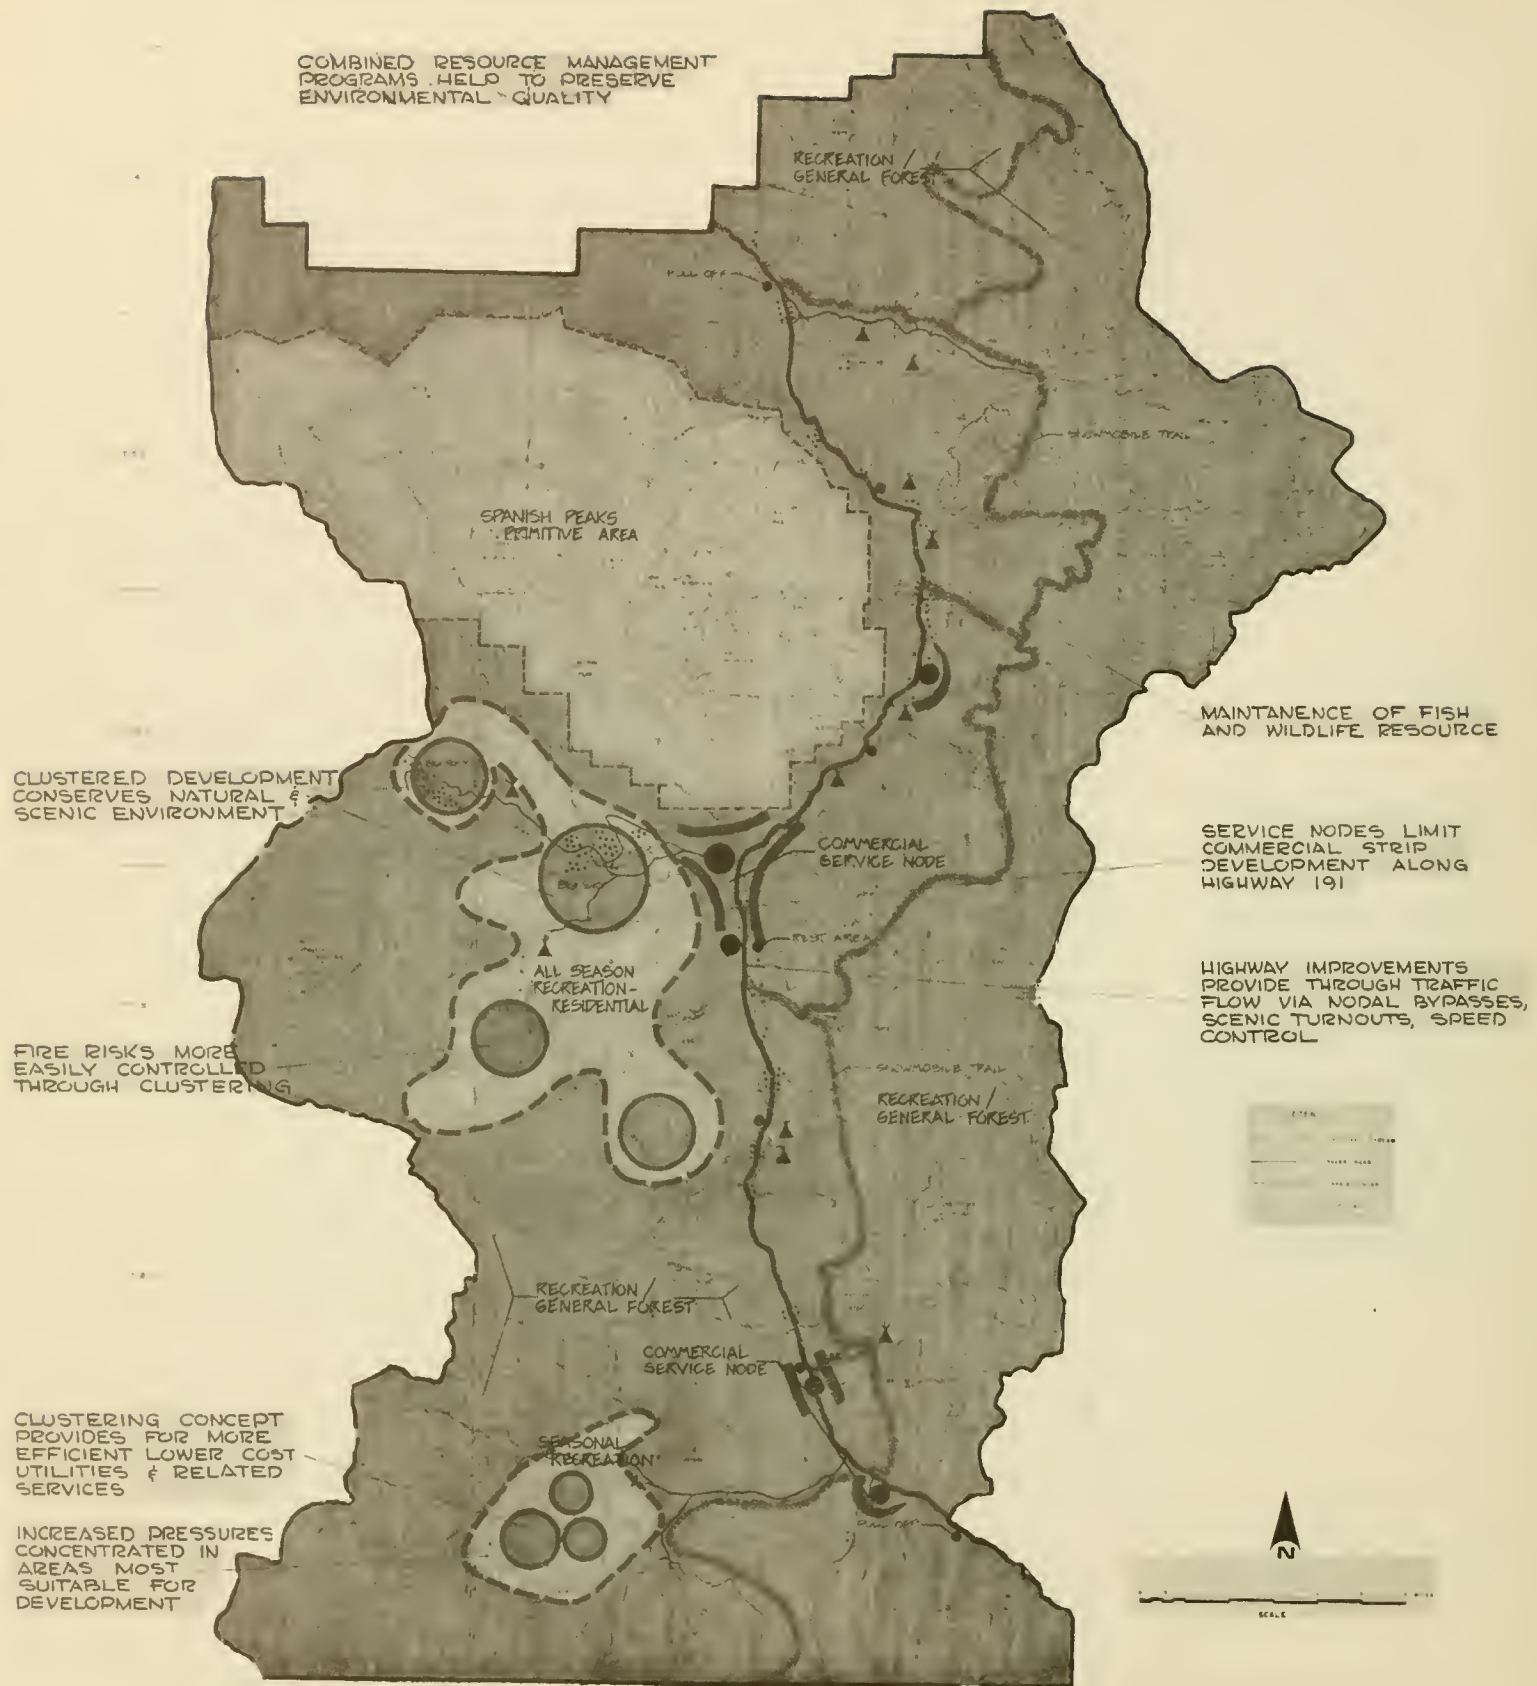 COMBINED RESOURCE MANAGEMENT
PROGRAMS HELP TO PRESERVE
ENVIRONMENTAL QUALITY
RECREATION /
GENERAL FOREST
PULL OFF
SNOWMOBILE TRAIL
SPANISH PEAKS
PRIMITIVE AREA
MAINTANENCE OF FISH
AND WILDLIFE RESOURCE
CLUSTERED DEVELOPMENT
CONSERVES NATURAL &
SCENIC ENVIRONMENT
COMMERCIAL
SERVICE NODE
SERVICE NODES LIMIT
COMMERCIAL STRIP
DEVELOPMENT ALONG
HIGHWAY 191
REST AREA
ALL SEASON
RECREATION-
RESIDENTIAL
HIGHWAY IMPROVEMENTS
PROVIDE THROUGH TRAFFIC
FLOW VIA NODAL BYPASSES,
SCENIC TURNOUTS, SPEED
CONTROL
FIRE RISKS MORE
EASILY CONTROLLED
THROUGH CLUSTERING
SNOWMOBILE TRAIL
RECREATION /
GENERAL FOREST
RECREATION /
GENERAL FOREST
COMMERCIAL
SERVICE NODE
CLUSTERING CONCEPT
PROVIDES FOR MORE
EFFICIENT LOWER COST
UTILITIES & RELATED
SERVICES
SEASONAL
RECREATION
PULL OFF
INCREASED PRESSURES
CONCENTRATED IN
AREAS MOST
SUITABLE FOR
DEVELOPMENT
N
SCALE